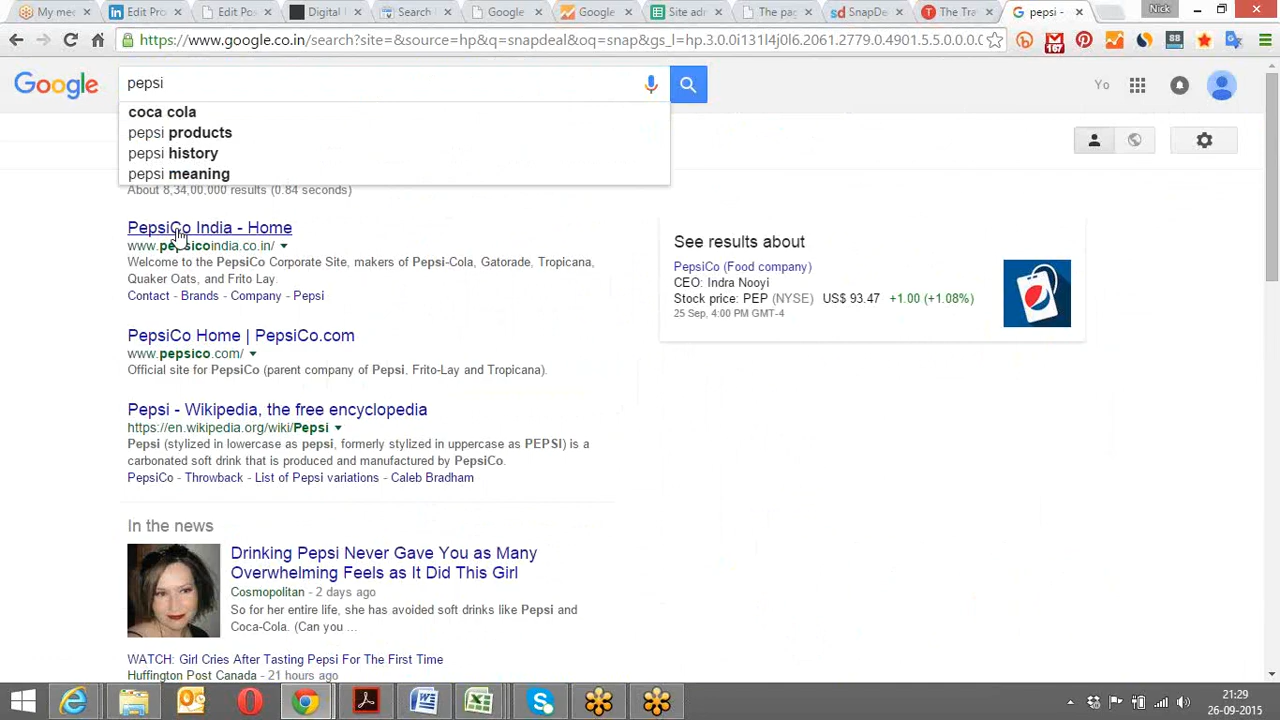 My mee
Edit Pro
Edit Pos
Digital
Search
Google
Google
Site adr
The pag
SnapDe
The Tra
pepsi -
Nick
https://www.google.co.in/search?site=&source=hp&q=snapdeal&oq=snap&gs_l=hp.3.0.0i131l4j0l6.2061.2779.0.4901.5.5.0.0.0.0
167
88
Google
pepsi
Yo
coca cola
pepsi products
pepsi history
pepsi meaning
About 8,34,00,000 results (0.84 seconds)
PepsiCo India - Home
www.pepsicoindia.co.in/
Welcome to the PepsiCo Corporate Site, makers of Pepsi-Cola, Gatorade, Tropicana,
Quaker Oats, and Frito Lay.
Contact - Brands - Company - Pepsi
See results about
PepsiCo (Food company)
CEO: Indra Nooyi
Stock price: PEP (NYSE) US$ 93.47 +1.00 (+1.08%)
25 Sep, 4:00 PM GMT-4
PepsiCo Home | PepsiCo.com
www.pepsico.com/
Official site for PepsiCo (parent company of Pepsi, Frito-Lay and Tropicana).
Pepsi - Wikipedia, the free encyclopedia
https://en.wikipedia.org/wiki/Pepsi
Pepsi (stylized in lowercase as pepsi, formerly stylized in uppercase as PEPSI) is a
carbonated soft drink that is produced and manufactured by PepsiCo.
PepsiCo - Throwback - List of Pepsi variations - Caleb Bradham
In the news
Drinking Pepsi Never Gave You as Many
Overwhelming Feels as It Did This Girl
Cosmopolitan - 2 days ago
So for her entire life, she has avoided soft drinks like Pepsi and
Coca-Cola. (Can you ...
WATCH: Girl Cries After Tasting Pepsi For The First Time
Huffington Post Canada - 21 hours ago
21:29
26-09-2015